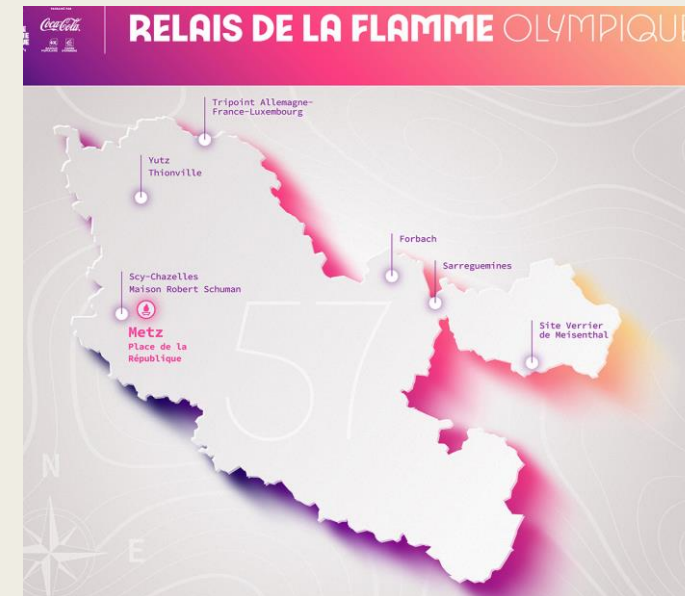 Coca-Cola
RELAIS DE LA FLAMME OLYMPIQUE
Tripoint Allemagne-
France-Luxembourg
Yutz
Thionville
Forbach
Sarreguemines
Scy-Chazelles
Maison Robert Schuman
Metz
Place de la
République
57
Site Verrier
de Meisenthal
N
E